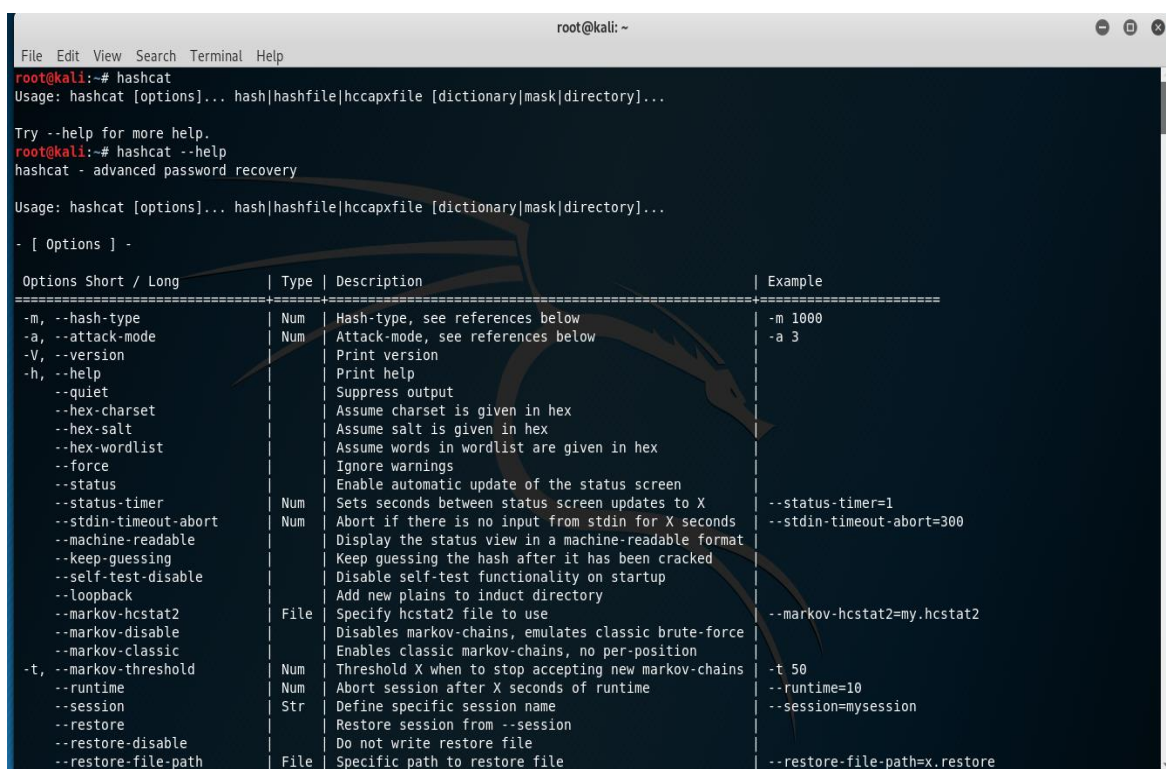 root@kali: ~
File Edit View Search Terminal Help
root@kali:~# hashcat
Usage: hashcat [options]... hash|hashfile|hccapxfile [dictionary|mask|directory]...
Try --help for more help.
root@kali:~# hashcat --help
hashcat - advanced password recovery
Usage: hashcat [options]... hash|hashfile|hccapxfile [dictionary|mask|directory]...
- [ Options ] -
Options Short / Long | Type | Description | Example
================================+======+======================================================+=======================
-m, --hash-type | Num | Hash-type, see references below | -m 1000
-a, --attack-mode | Num | Attack-mode, see references below | -a 3
-V, --version | | Print version |
-h, --help | | Print help |
--quiet | | Suppress output |
--hex-charset | | Assume charset is given in hex |
--hex-salt | | Assume salt is given in hex |
--hex-wordlist | | Assume words in wordlist are given in hex |
--force | | Ignore warnings |
--status | | Enable automatic update of the status screen |
--status-timer | Num | Sets seconds between status screen updates to X | --status-timer=1
--stdin-timeout-abort | Num | Abort if there is no input from stdin for X seconds | --stdin-timeout-abort=300
--machine-readable | | Display the status view in a machine-readable format |
--keep-guessing | | Keep guessing the hash after it has been cracked |
--self-test-disable | | Disable self-test functionality on startup |
--loopback | | Add new plains to induct directory |
--markov-hcstat2 | File | Specify hcstat2 file to use | --markov-hcstat2=my.hcstat2
--markov-disable | | Disables markov-chains, emulates classic brute-force |
--markov-classic | | Enables classic markov-chains, no per-position |
-t, --markov-threshold | Num | Threshold X when to stop accepting new markov-chains | -t 50
--runtime | Num | Abort session after X seconds of runtime | --runtime=10
--session | Str | Define specific session name | --session=mysession
--restore | | Restore session from --session |
--restore-disable | | Do not write restore file |
--restore-file-path | File | Specific path to restore file | --restore-file-path=x.restore